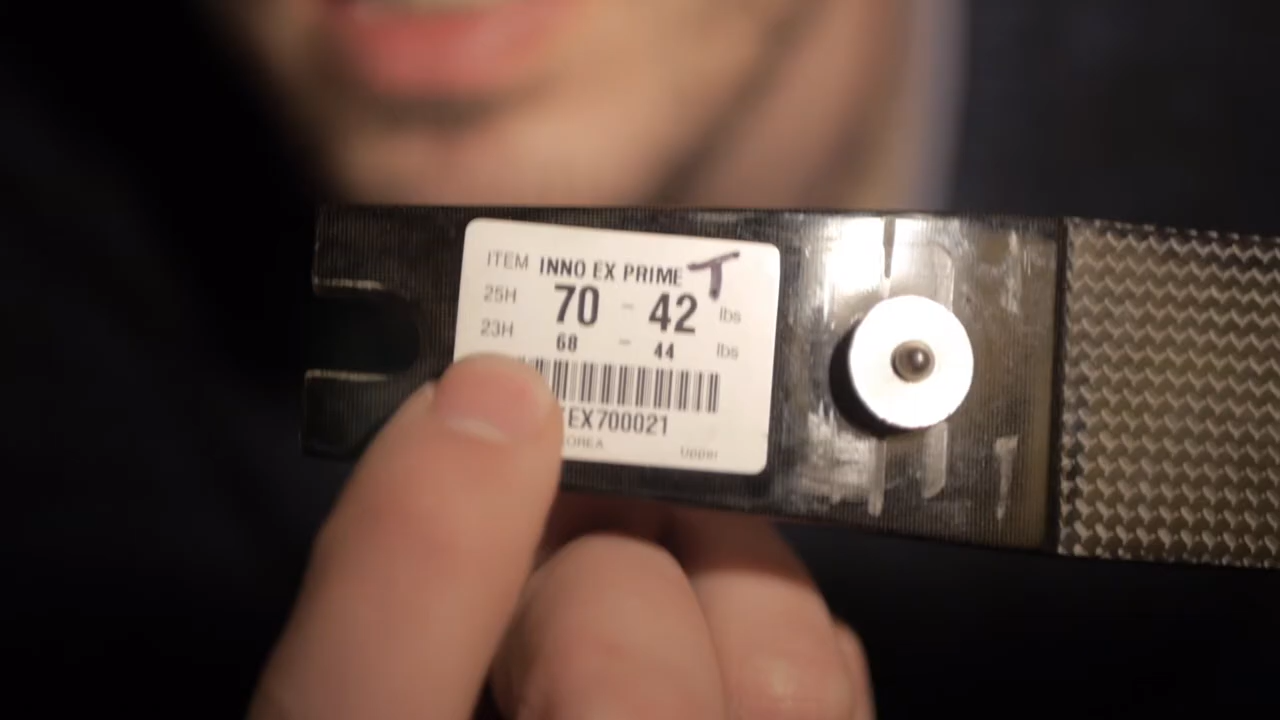 ITEM INNO EX PRIME T
25H 70 - 42 lbs
23H 68 - 44 lbs
EX700021
OREA Upper